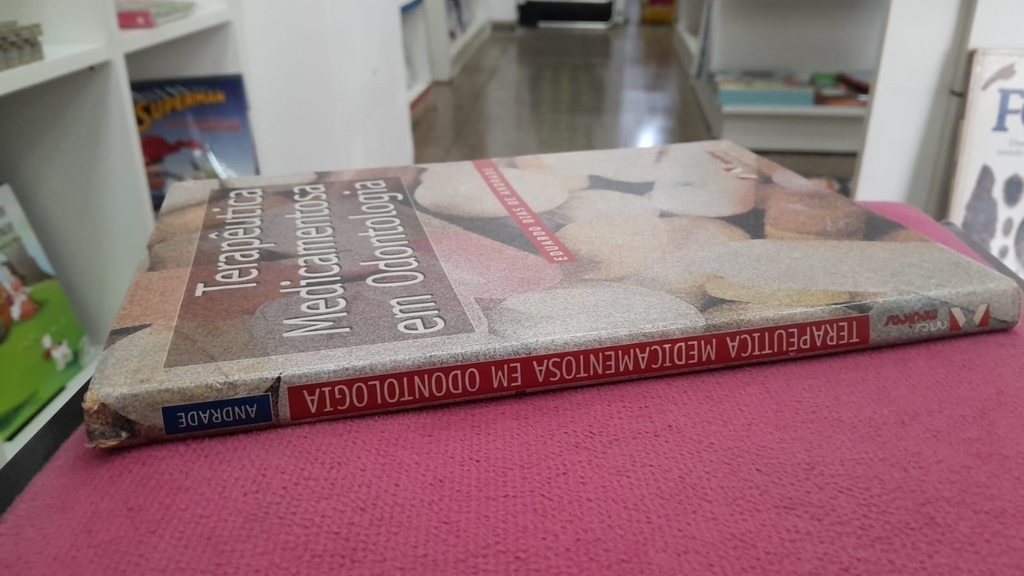 SUPERMAN
Terapêutica
Medicamentosa
em Odontologia
EDUARDO DIAS DE ANDRADE
ANDRADE
TERAPÊUTICA MEDICAMENTOSA EM ODONTOLOGIA